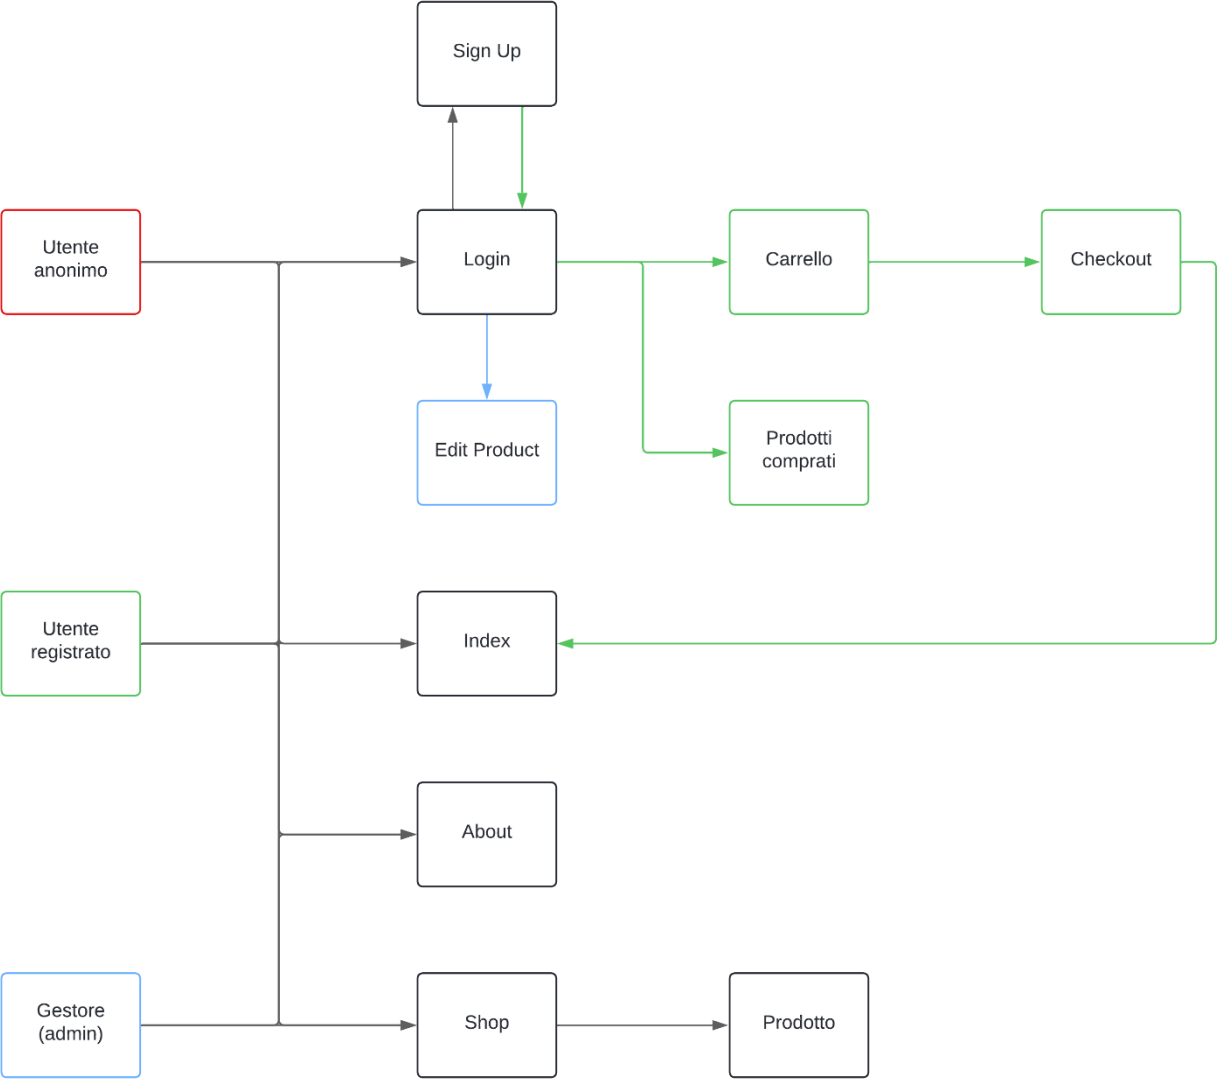 Sign Up
Utente
anonimo
Login
Carrello
Checkout
Edit Product
Prodotti
comprati
Utente
registrato
Index
About
Gestore
(admin)
Shop
Prodotto